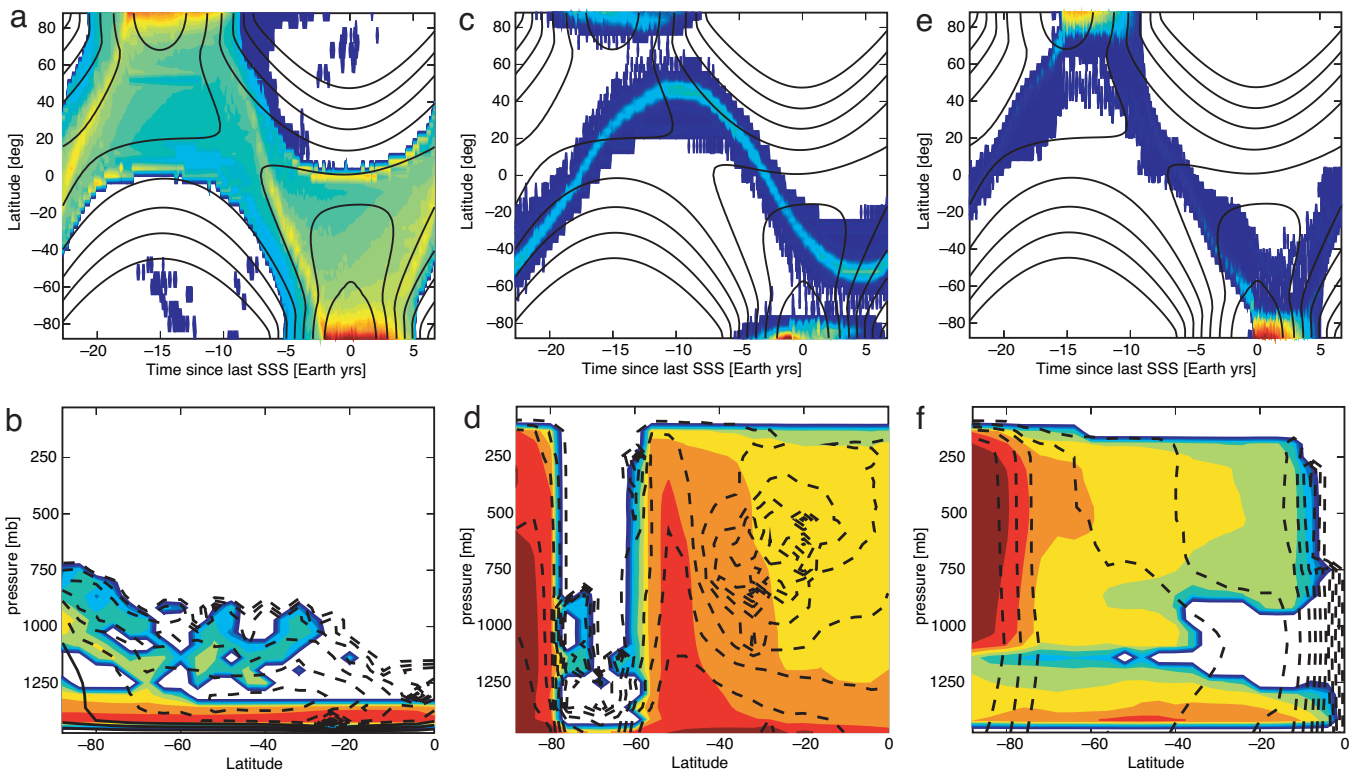 a
80
60
40
20
0
−20
−40
−60
−80
Latitude [deg]
−20 −15 −10 −5 0 5
Time since last SSS [Earth yrs]
c
80
60
40
20
0
−20
−40
−60
−80
Latitude [deg]
−20 −15 −10 −5 0 5
Time since last SSS [Earth yrs]
e
80
60
40
20
0
−20
−40
−60
−80
Latitude [deg]
−20 −15 −10 −5 0 5
Time since last SSS [Earth yrs]
b
250
500
750
1000
1250
pressure [mb]
−80 −60 −40 −20 0
Latitude
d
250
500
750
1000
1250
pressure [mb]
−80 −60 −40 −20 0
Latitude
f
250
500
750
1000
1250
pressure [mb]
−80 −60 −40 −20 0
Latitude